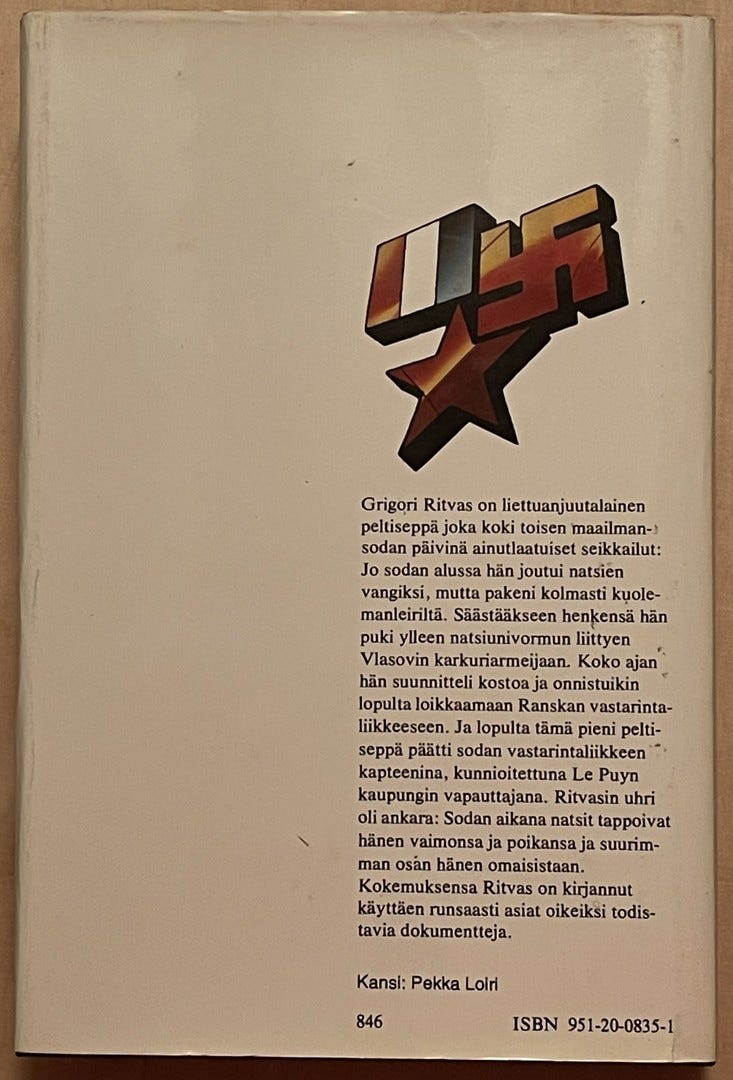 Grigori Ritvas on liettuanjuutalainen
peltiseppä joka koki toisen maailman-
sodan päivinä ainutlaatuiset seikkailut:
Jo sodan alussa hän joutui natsien
vangiksi, mutta pakeni kolmasti kuole-
manleiriltä. Säästääkseen henkensä hän
puki ylleen natsiunivormun liittyen
Vlasovin karkuriarmeijaan. Koko ajan
hän suunnitteli kostoa ja onnistuikin
lopulta loikkaamaan Ranskan vastarinta-
liikkeeseen. Ja lopulta tämä pieni pelti-
seppä päätti sodan vastarintaliikkeen
kapteenina, kunnioitettuna Le Puyn
kaupungin vapauttajana. Ritvasin uhri
oli ankara: Sodan aikana natsit tappoivat
hänen vaimonsa ja poikansa ja suurim-
man osan hänen omaisistaan.
Kokemuksensa Ritvas on kirjannut
käyttäen runsaasti asiat oikeiksi todis-
tavia dokumentteja.
Kansi: Pekka Loiri
846 ISBN 951-20-0835-1